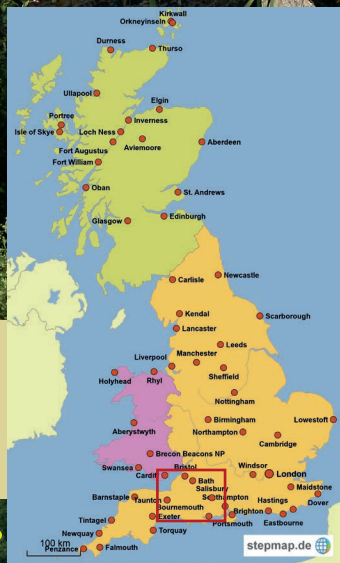 Kirkwall
Orkneyinseln
Durness
Thurso
Ullapool
Elgin
Portree
Inverness
Isle of Skye
Loch Ness
Aberdeen
Fort Augustus
Aviemore
Fort William
Oban
St. Andrews
Glasgow
Edinburgh
Carlisle
Newcastle
Kendal
Scarborough
Lancaster
Leeds
Liverpool
Manchester
Holyhead
Rhyl
Sheffield
Nottingham
Aberystwyth
Birmingham
Lowestoft
Northampton
Cambridge
Brecon Beacons NP
Swansea
Cardiff
Bristol
Windsor
London
Bath
Maidstone
Barnstaple
Taunton
Salisbury
Southampton
Hastings
Dover
Bournemouth
Brighton
Tintagel
Exeter
Portsmouth
Eastbourne
Newquay
Torquay
100 km
Penzance
Falmouth
stepmap.de